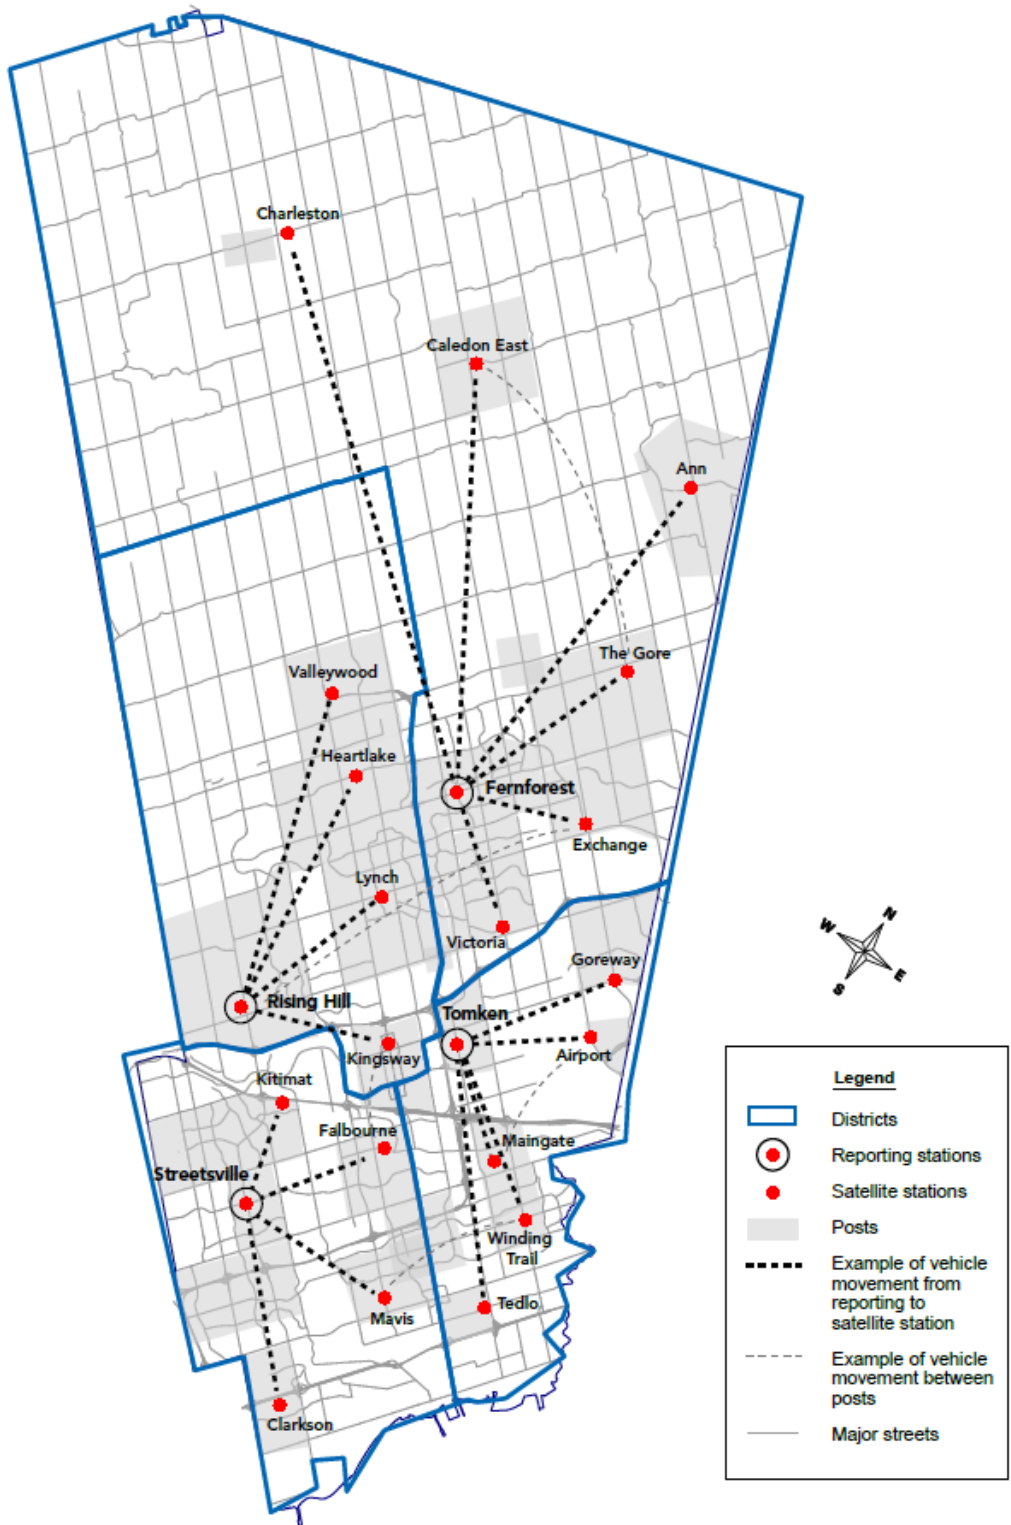 Charleston
Caledon East
Ann
The Gore
Valleywood
Heartlake
Fernforest
Exchange
Lynch
Victoria
Goreway
Rising Hill
Tomken
Kingsway
Airport
Kitimat
Falbourne
Maingate
Streetsville
Winding
Trail
Tedlo
Mavis
Clarkson
N
W
E
S
Legend
Districts
Reporting stations
Satellite stations
Posts
Example of vehicle
movement from
reporting to
satellite station
Example of vehicle
movement between
posts
Major streets